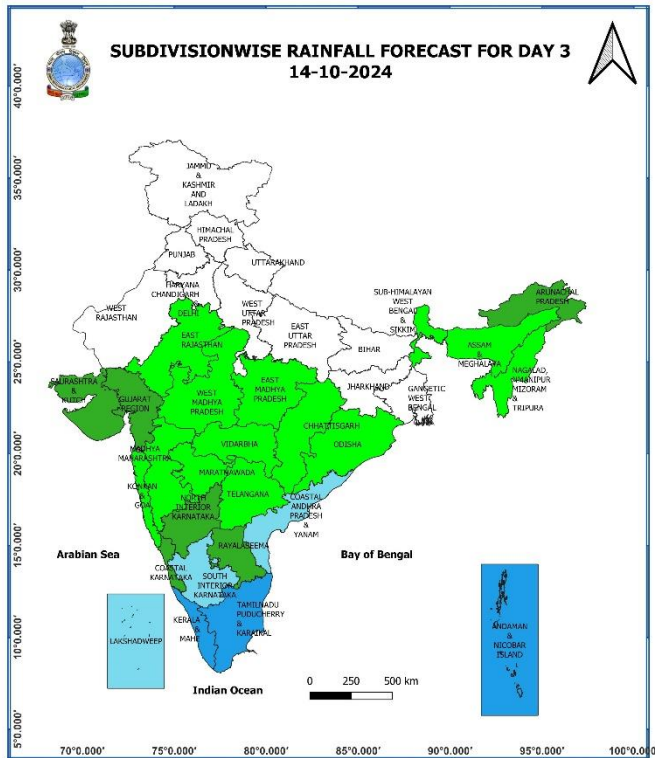 SUBDIVISIONWISE RAINFALL FORECAST FOR DAY 3
14-10-2024
40°0.000'
35°0.000'
30°0.000'
25°0.000'
20°0.000'
15°0.000'
10°0.000'
5°0.000'
JAMMU
&
KASHMIR
AND
LADAKH
HIMACHAL
PRADESH
PUNJAB
UTTARAKHAND
HARYANA
CHANDIGARH
&
DELHI
WEST
RAJASTHAN
WEST
UTTAR
PRADESH
EAST
UTTAR
PRADESH
SUB-HIMALAYAN
WEST
BENGAL
&
SIKKIM
ARUNACHAL
PRADESH
EAST
RAJASTHAN
BIHAR
ASSAM
&
MEGHALAYA
NAGALAD,
MANIPUR
MIZORAM
&
TRIPURA
SAURASHTRA
&
KUTCH
GUJARAT
REGION
WEST
MADHYA
PRADESH
EAST
MADHYA
PRADESH
JHARKHAND
GANGETIC
WEST
BENGAL
CHHATTISGARH
ODISHA
VIDARBHA
MADHYA
MAHARASHTRA
MARATHAWADA
KONKAN
&
GOA
TELANGANA
NORTH
INTERIOR
KARNATAKA
COASTAL
ANDHRA
PRADESH
&
YANAM
RAYALASEEMA
Arabian Sea
Bay of Bengal
COASTAL
KARNATAKA
SOUTH
INTERIOR
KARNATAKA
TAMILNADU
PUDUCHERRY
&
KARAIKAL
KERALA
&
MAHE
LAKSHADWEEP
ANDAMAN
&
NICOBAR
ISLAND
Indian Ocean
0 250 500 km
70°0.000' 75°0.000' 80°0.000' 85°0.000' 90°0.000' 95°0.000' 100°0.000'